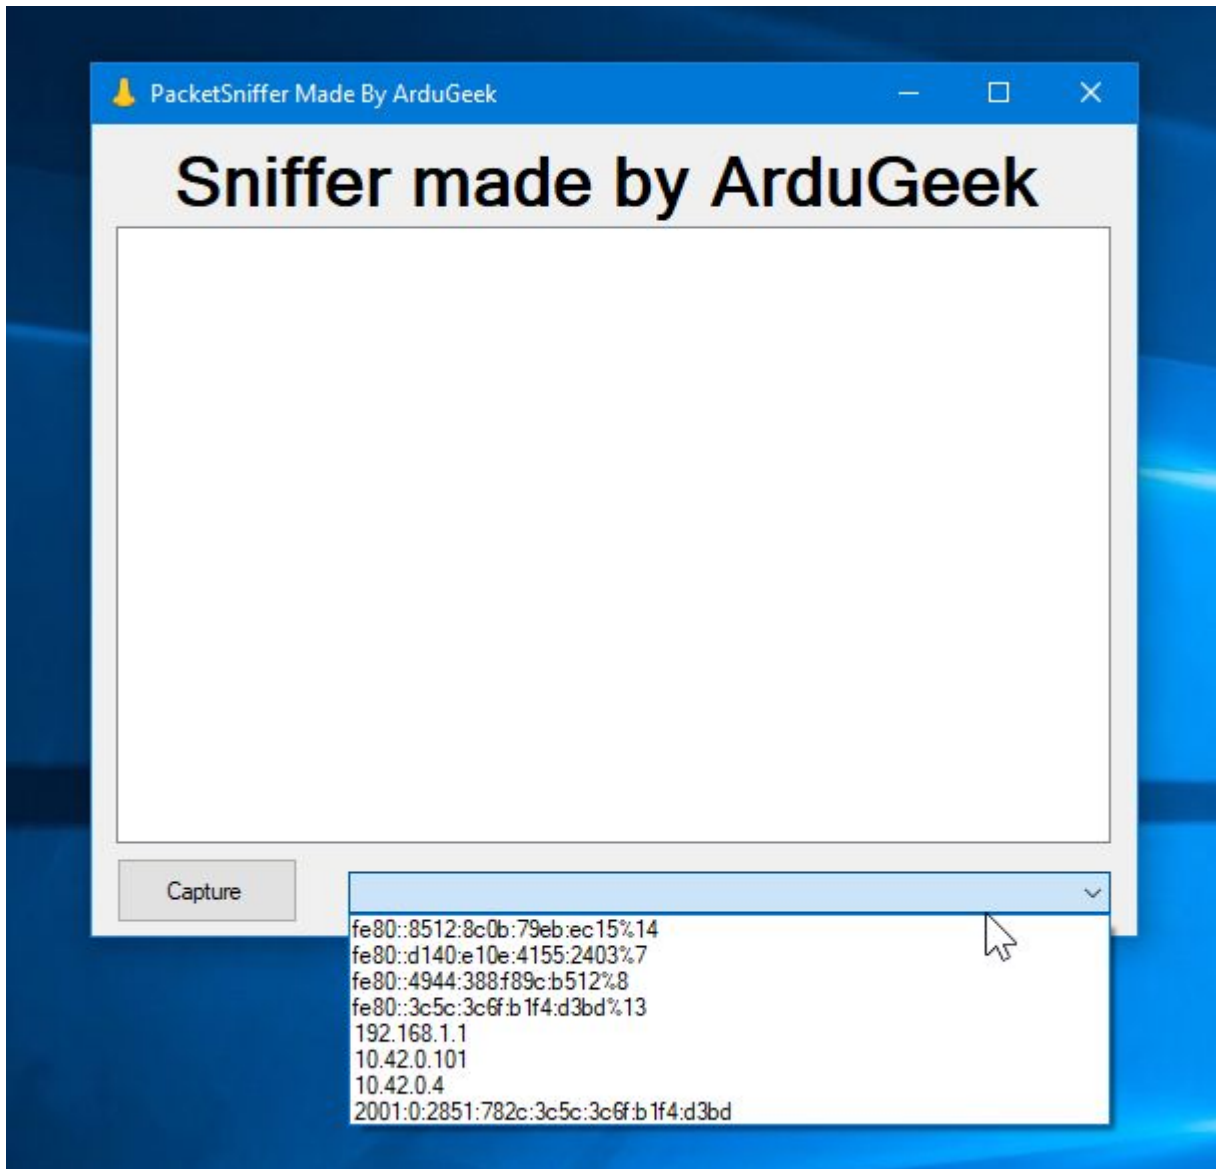 PacketSniffer Made By ArduGeek
Sniffer made by ArduGeek
Capture
fe80::8512:8c0b:79eb:ec15%14
fe80::d140:e10e:4155:2403%7
fe80::4944:388:f89c:b512%8
fe80::3c5c:3c6f:b1f4:d3bd%13
192.168.1.1
10.42.0.101
10.42.0.4
2001:0:2851:782c:3c5c:3c6f:b1f4:d3bd